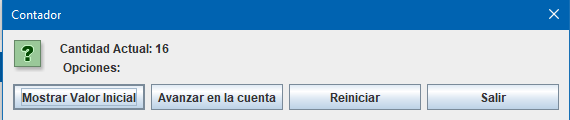 Contador
Cantidad Actual: 16
Opciones:
Mostrar Valor Inicial Avanzar en la cuenta Reiniciar Salir